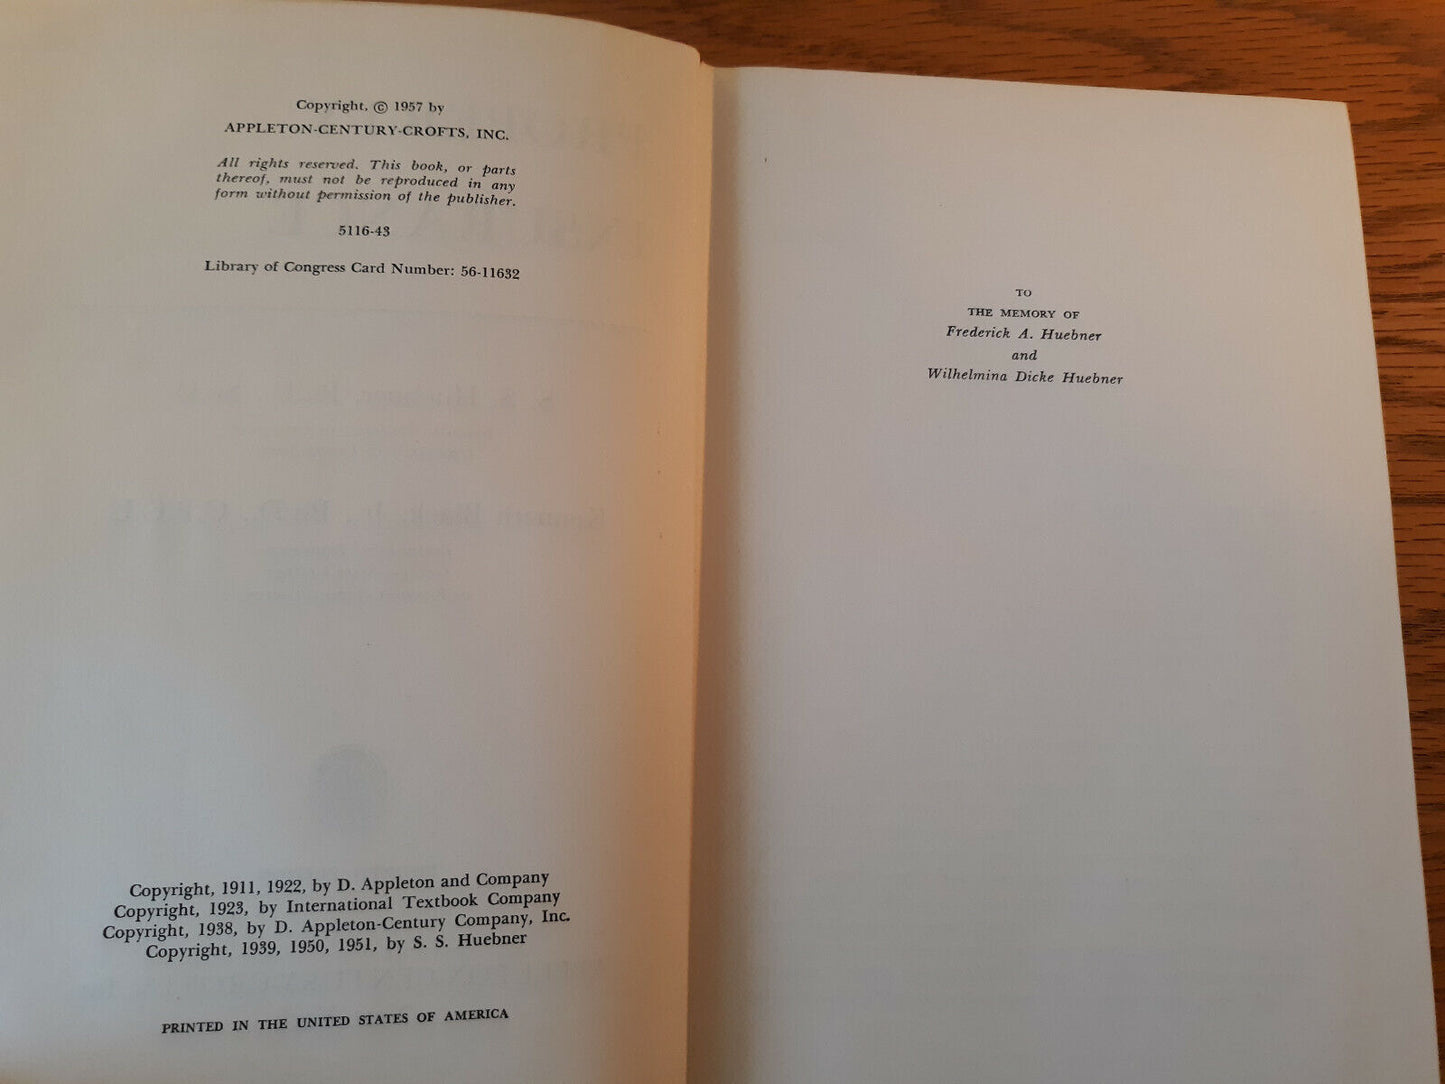 Copyright, © 1957 by
APPLETON-CENTURY-CROFTS, INC.
All rights reserved. This book, or parts
thereof, must not be reproduced in any
form without permission of the publisher.
5116-43
Library of Congress Card Number: 56-11632
Copyright, 1911, 1922, by D. Appleton and Company
Copyright, 1923, by International Textbook Company
Copyright, 1938, by D. Appleton-Century Company, Inc.
Copyright, 1939, 1950, 1951, by S. S. Huebner
PRINTED IN THE UNITED STATES OF AMERICA
TO
THE MEMORY OF
Frederick A. Huebner
and
Wilhelmina Dicke Huebner